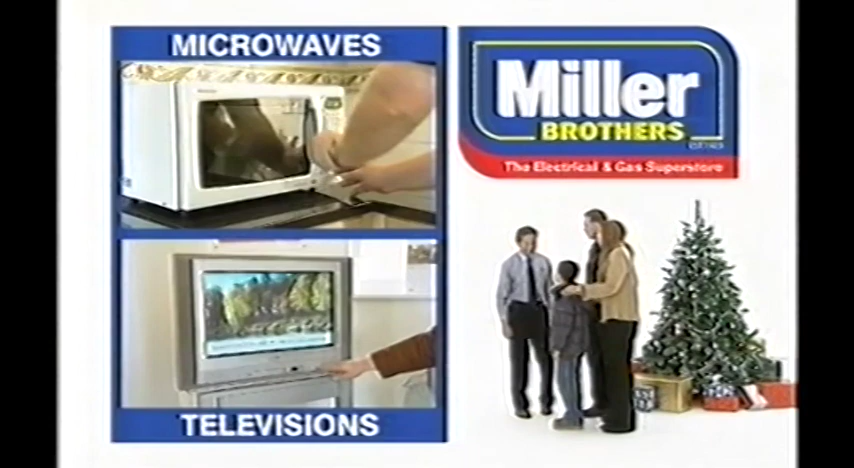 MICROWAVES
Miller
BROTHERS
The Electrical & Gas Superstore
TELEVISIONS